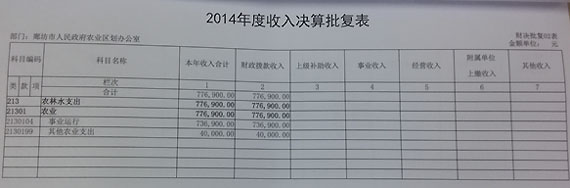 2014年度收入决算批复表
财决批复02表
部门：廊坊市人民政府农业区划办公室 金额单位： 元
科目编码 科目名称 本年收入合计 财政拨款收入 上级补助收入 事业收入 经营收入 附属单位上缴收入 其他收入
类 款 项 栏次 1 2 3 4 5 6 7
合计 776,900.00 776,900.00
213 农林水支出 776,900.00 776,900.00
21301 农业 776,900.00 776,900.00
2130104 事业运行 736,900.00 736,900.00
2130199 其他农业支出 40,000.00 40,000.00